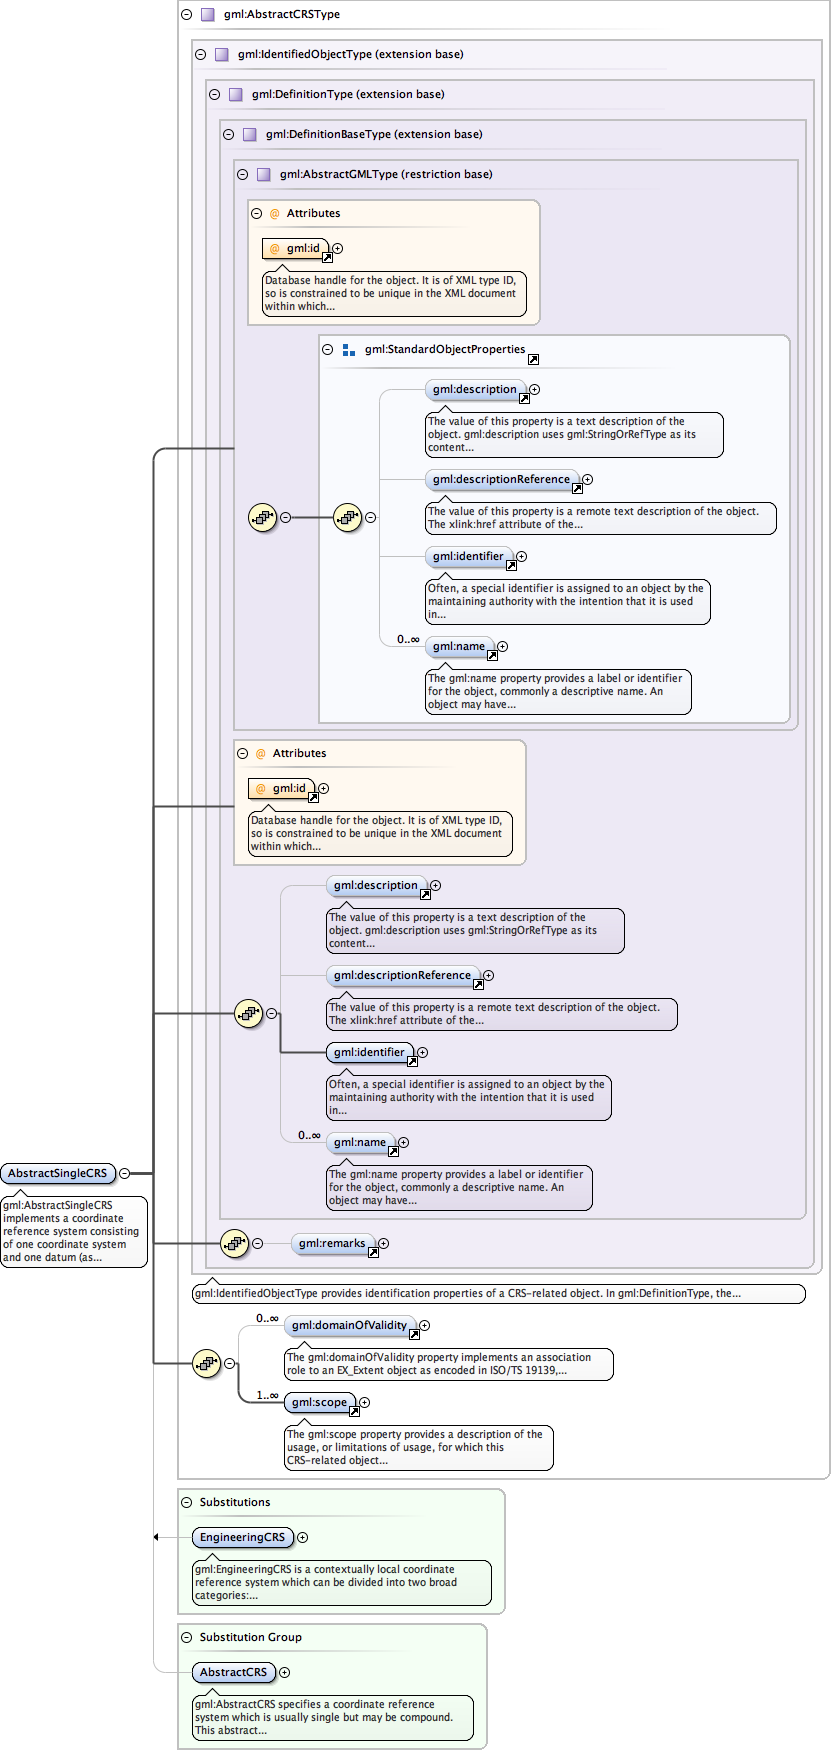 gml:AbstractCRSType
gml:IdentifiedObjectType (extension base)
gml:DefinitionType (extension base)
gml:DefinitionBaseType (extension base)
gml:AbstractGMLType (restriction base)
@ Attributes
@ gml:id
Database handle for the object. It is of XML type ID,
so is constrained to be unique in the XML document
within which...
gml:StandardObjectProperties
gml:description
The value of this property is a text description of the
object. gml:description uses gml:StringOrRefType as its
content...
gml:descriptionReference
The value of this property is a remote text description of the object.
The xlink:href attribute of the...
gml:identifier
Often, a special identifier is assigned to an object by the
maintaining authority with the intention that it is used
in...
0..∞
gml:name
The gml:name property provides a label or identifier
for the object, commonly a descriptive name. An
object may have...
@ Attributes
@ gml:id
Database handle for the object. It is of XML type ID,
so is constrained to be unique in the XML document
within which...
gml:description
The value of this property is a text description of the
object. gml:description uses gml:StringOrRefType as its
content...
gml:descriptionReference
The value of this property is a remote text description of the object.
The xlink:href attribute of the...
gml:identifier
Often, a special identifier is assigned to an object by the
maintaining authority with the intention that it is used
in...
0..∞
gml:name
The gml:name property provides a label or identifier
for the object, commonly a descriptive name. An
object may have...
AbstractSingleCRS
gml:AbstractSingleCRS
implements a coordinate
reference system consisting
of one coordinate system
and one datum (as...
gml:remarks
gml:IdentifiedObjectType provides identification properties of a CRS-related object. In gml:DefinitionType, the...
0..∞
gml:domainOfValidity
The gml:domainOfValidity property implements an association
role to an EX_Extent object as encoded in ISO/TS 19139,...
1..∞
gml:scope
The gml:scope property provides a description of the
usage, or limitations of usage, for which this
CRS-related object...
Substitutions
EngineeringCRS
gml:EngineeringCRS is a contextually local coordinate
reference system which can be divided into two broad
categories:...
Substitution Group
AbstractCRS
gml:AbstractCRS specifies a coordinate reference
system which is usually single but may be compound.
This abstract...